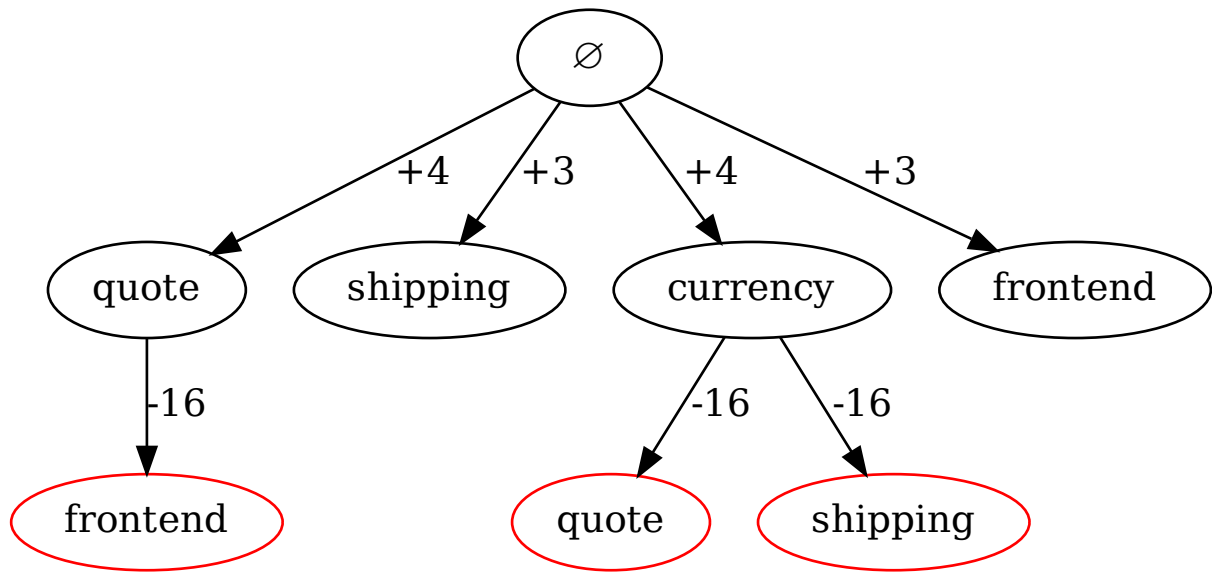 ∅
+4 +3 +4 +3
quote shipping currency frontend
-16 -16 -16
frontend quote shipping